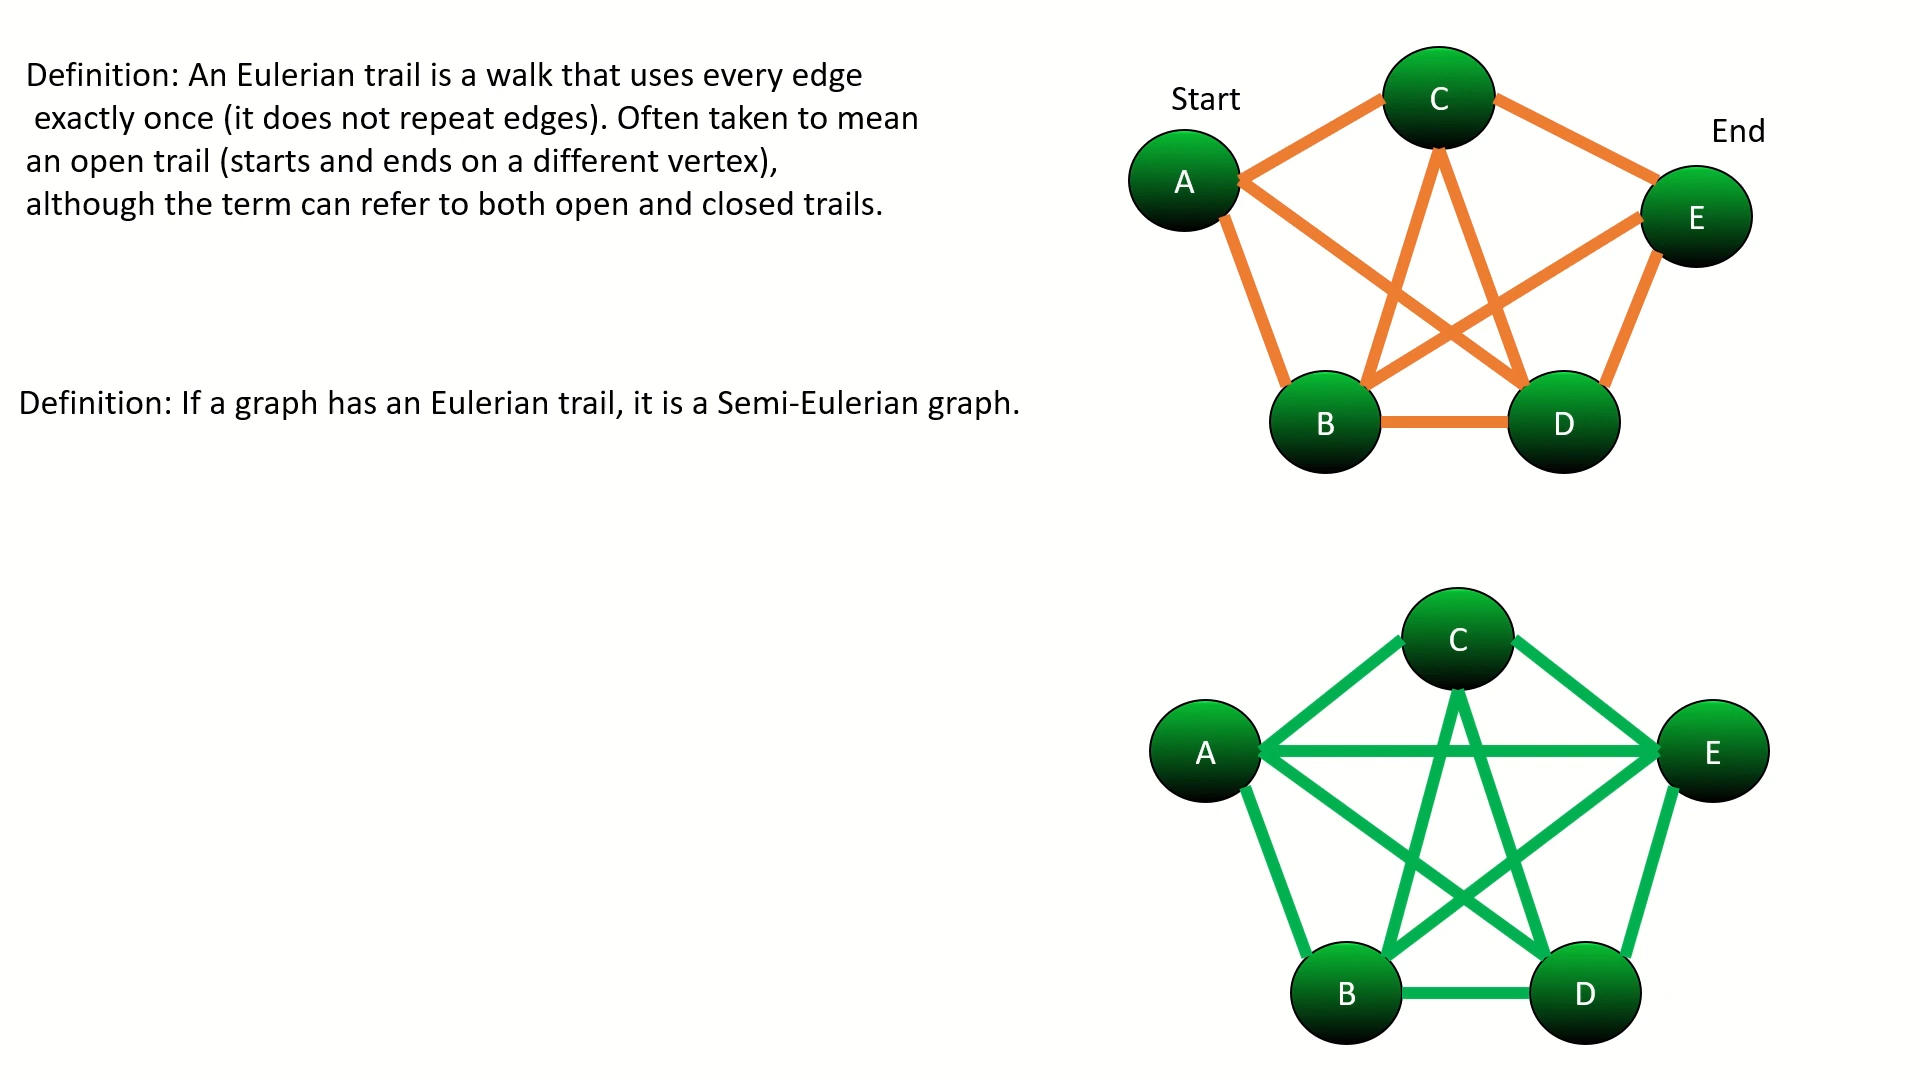 Definition: An Eulerian trail is a walk that uses every edge
exactly once (it does not repeat edges). Often taken to mean
an open trail (starts and ends on a different vertex),
although the term can refer to both open and closed trails.
Definition: If a graph has an Eulerian trail, it is a Semi-Eulerian graph.
Start
End
C
A
E
B
D
C
A
E
B
D